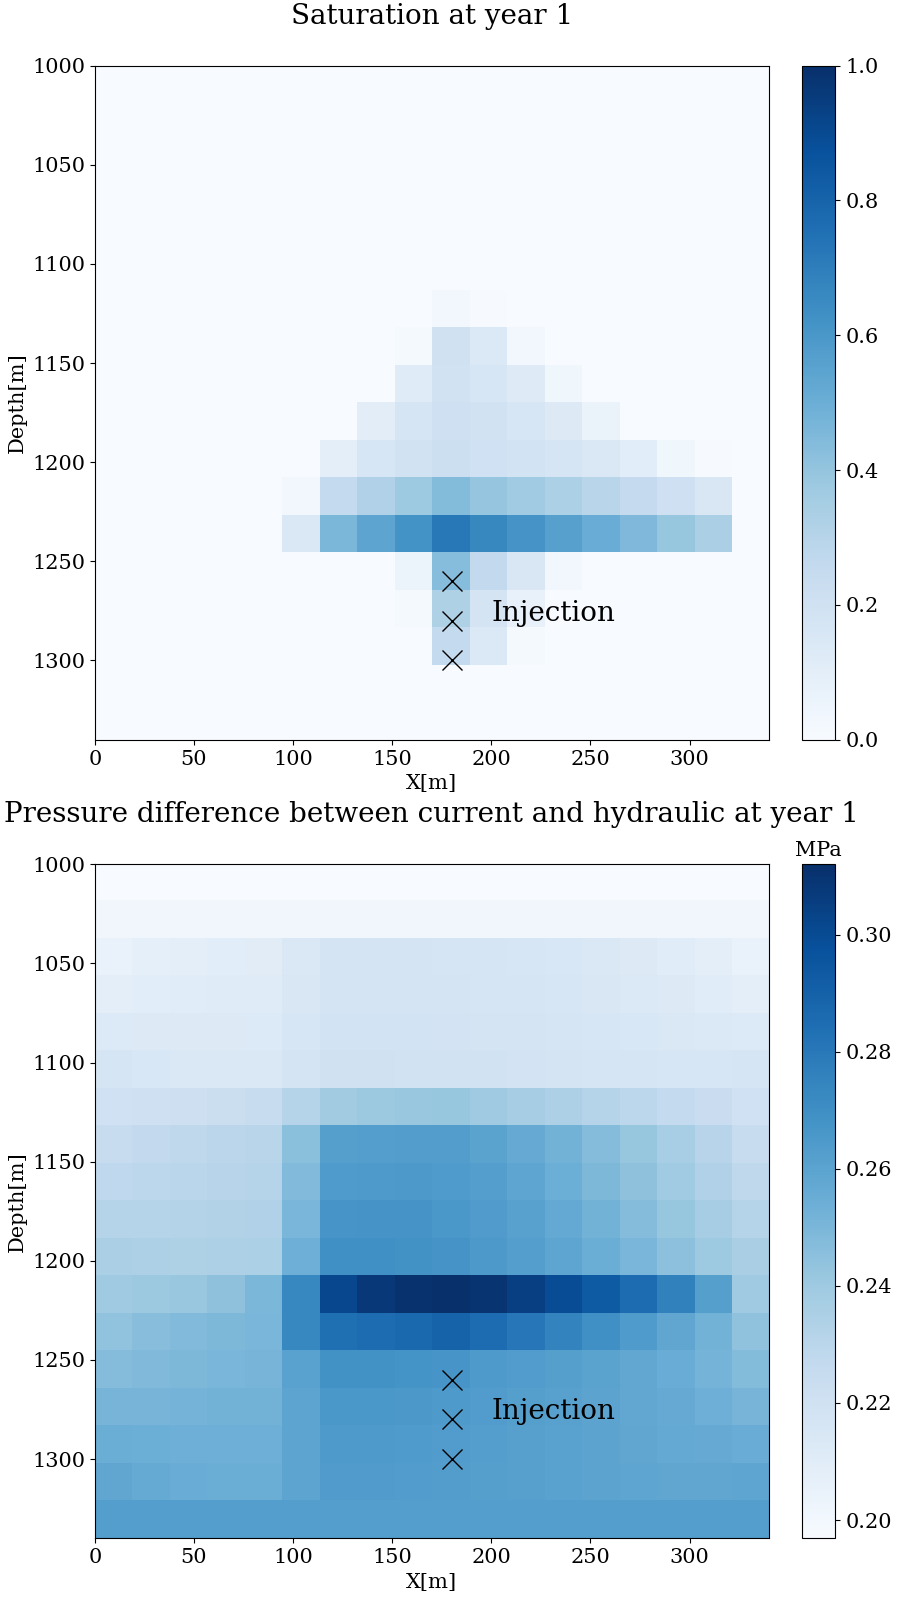 Saturation at year 1
1000
1050
1100
1150
1200
1250
1300
Depth[m]
Injection
0 50 100 150 200 250 300
X[m]
1.0
0.8
0.6
0.4
0.2
0.0
Pressure difference between current and hydraulic at year 1
MPa
1000
1050
1100
1150
1200
1250
1300
Depth[m]
Injection
0 50 100 150 200 250 300
X[m]
0.30
0.28
0.26
0.24
0.22
0.20